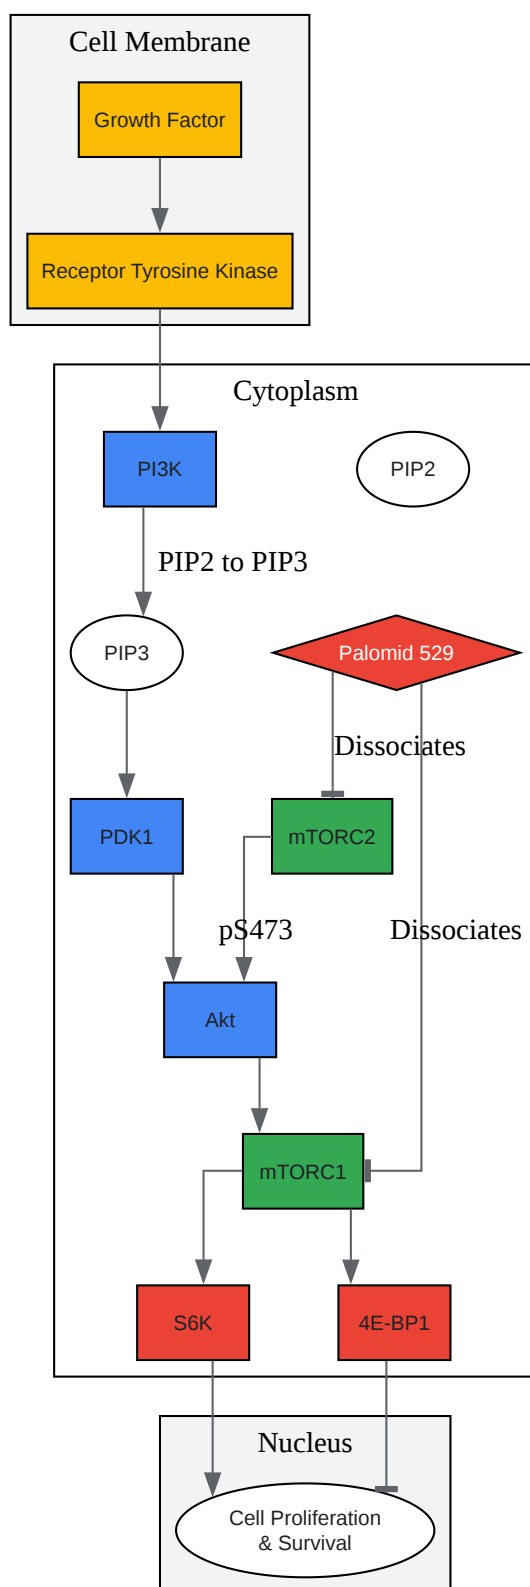 Cell Membrane
Growth Factor
Receptor Tyrosine Kinase
Cytoplasm
PI3K
PIP2
PIP2 to PIP3
PIP3
Palomid 529
Dissociates
PDK1
mTORC2
pS473
Dissociates
Akt
mTORC1
S6K
4E-BP1
Nucleus
Cell Proliferation
& Survival